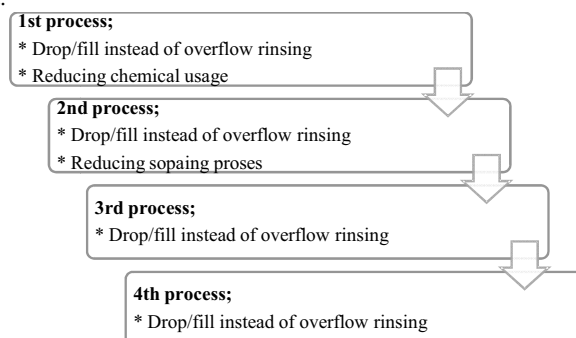 .
1st process;
* Drop/fill instead of overflow rinsing
* Reducing chemical usage
2nd process;
* Drop/fill instead of overflow rinsing
* Reducing sopaing proses
3rd process;
* Drop/fill instead of overflow rinsing
4th process;
* Drop/fill instead of overflow rinsing